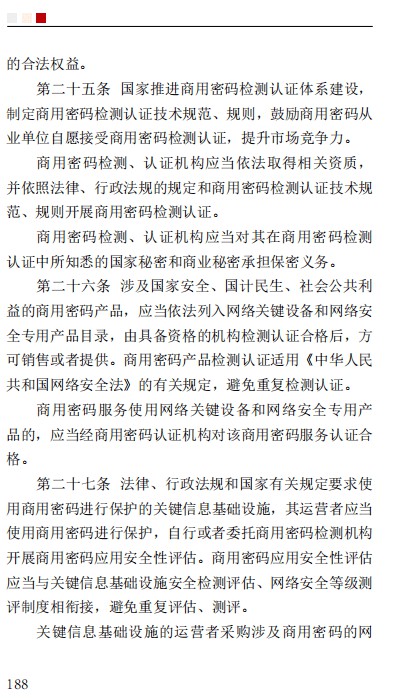 的合法权益。
第二十五条 国家推进商用密码检测认证体系建设，
制定商用密码检测认证技术规范、规则，鼓励商用密码从
业单位自愿接受商用密码检测认证，提升市场竞争力。
商用密码检测、认证机构应当依法取得相关资质，
并依照法律、行政法规的规定和商用密码检测认证技术规
范、规则开展商用密码检测认证。
商用密码检测、认证机构应当对其在商用密码检测
认证中所知悉的国家秘密和商业秘密承担保密义务。
第二十六条 涉及国家安全、国计民生、社会公共利
益的商用密码产品，应当依法列入网络关键设备和网络安
全专用产品目录，由具备资格的机构检测认证合格后，方
可销售或者提供。商用密码产品检测认证适用《中华人民
共和国网络安全法》的有关规定，避免重复检测认证。
商用密码服务使用网络关键设备和网络安全专用产
品的，应当经商用密码认证机构对该商用密码服务认证合
格。
第二十七条 法律、行政法规和国家有关规定要求使
用商用密码进行保护的关键信息基础设施，其运营者应当
使用商用密码进行保护，自行或者委托商用密码检测机构
开展商用密码应用安全性评估。商用密码应用安全性评估
应当与关键信息基础设施安全检测评估、网络安全等级测
评制度相衔接，避免重复评估、测评。
关键信息基础设施的运营者采购涉及商用密码的网
188